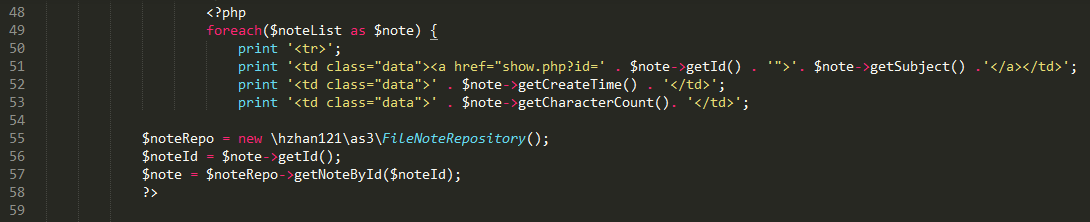 48 <?php
49 foreach($noteList as $note) {
50 print '<tr>';
51 print '<td class="data"><a href="show.php?id=' . $note->getId() . '">'. $note->getSubject() .'</a></td>';
52 print '<td class="data">' . $note->getCreateTime() . '</td>';
53 print '<td class="data">' . $note->getCharacterCount(). '</td>';
54
55 $noteRepo = new \hzhan121\as3\FileNoteRepository();
56 $noteId = $note->getId();
57 $note = $noteRepo->getNoteById($noteId);
58 ?>
59